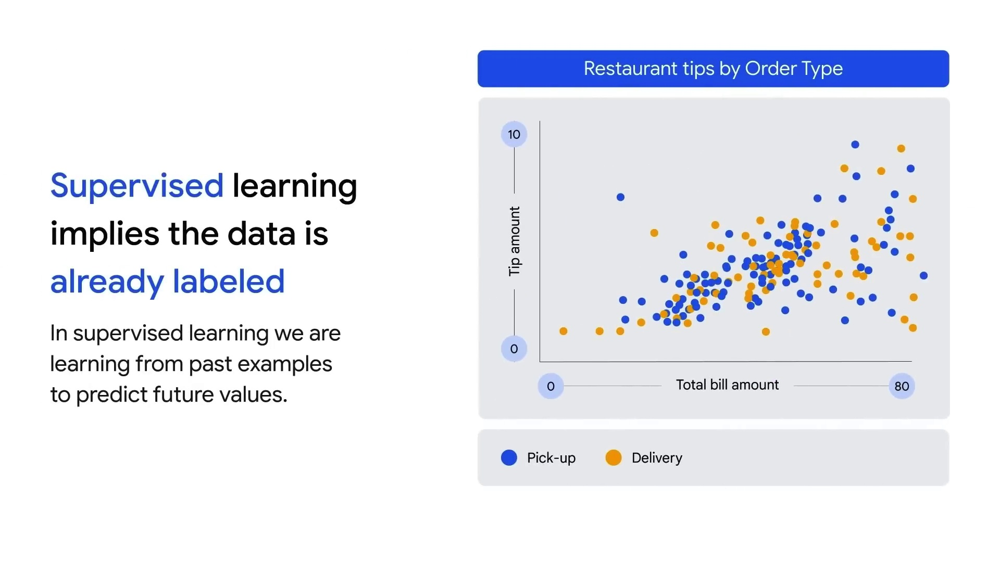 Supervised learning
implies the data is
already labeled
In supervised learning we are
learning from past examples
to predict future values.
Restaurant tips by Order Type
10
Tip amount
0
0
Total bill amount
80
Pick-up
Delivery